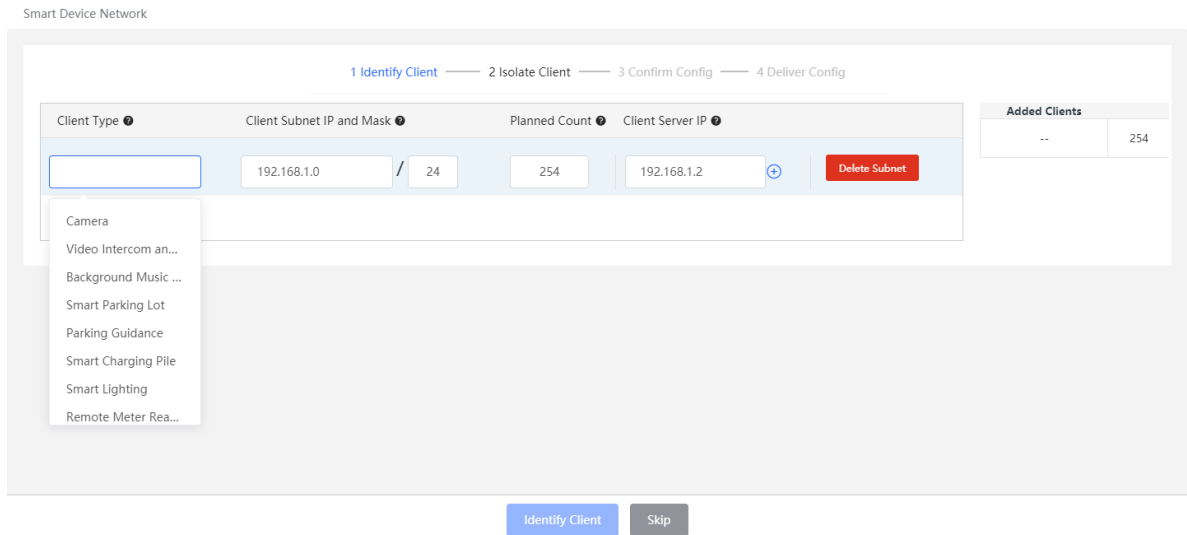 Smart Device Network
1 Identify Client 2 Isolate Client 3 Confirm Config 4 Deliver Config
Client Type Client Subnet IP and Mask Planned Count Client Server IP
Added Clients
-- 254
192.168.1.0 / 24 254 192.168.1.2 Delete Subnet
Camera
Video Intercom an...
Background Music ...
Smart Parking Lot
Parking Guidance
Smart Charging Pile
Smart Lighting
Remote Meter Rea...
Identify Client Skip